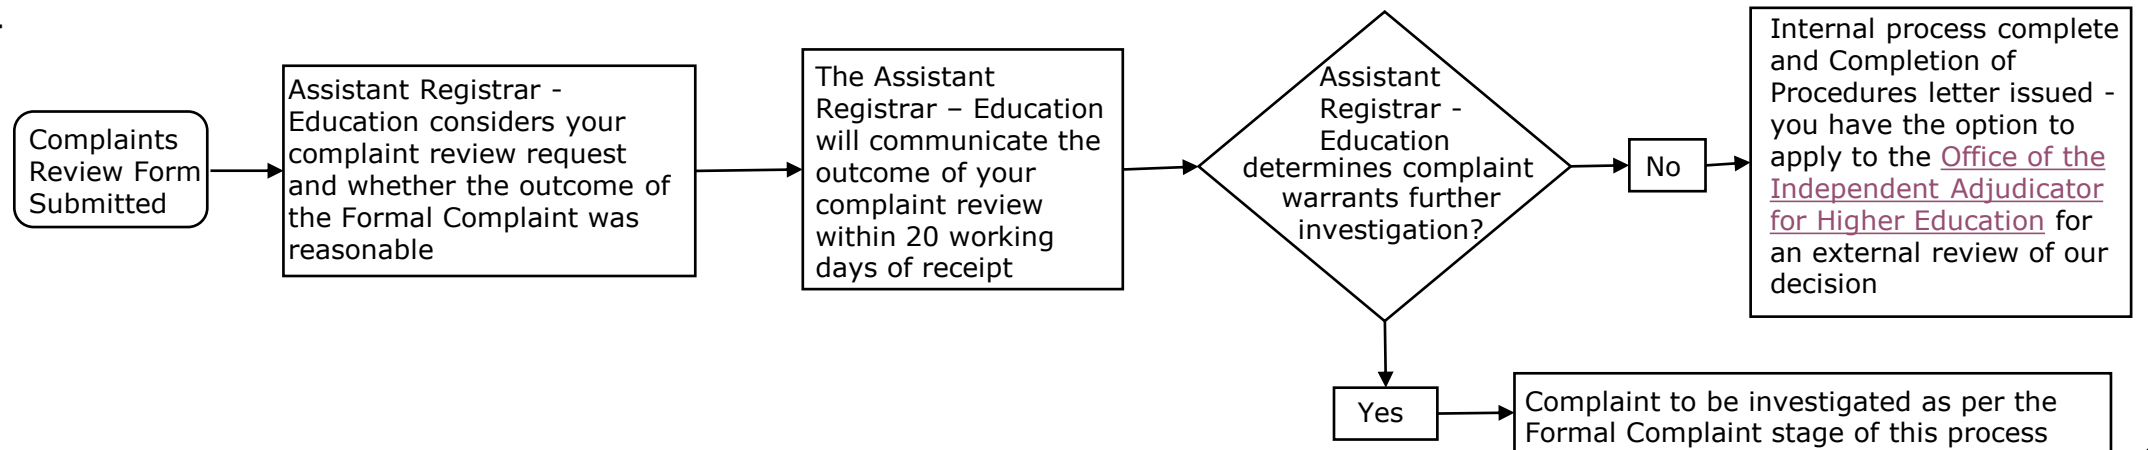 Complaints
Review Form
Submitted
Assistant Registrar -
Education considers your
complaint review request
and whether the outcome of
the Formal Complaint was
reasonable
The Assistant
Registrar – Education
will communicate the
outcome of your
complaint review
within 20 working
days of receipt
Assistant
Registrar -
Education
determines complaint
warrants further
investigation?
No
Internal process complete
and Completion of
Procedures letter issued -
you have the option to
apply to the Office of the
Independent Adjudicator
for Higher Education for
an external review of our
decision
Yes
Complaint to be investigated as per the
Formal Complaint stage of this process